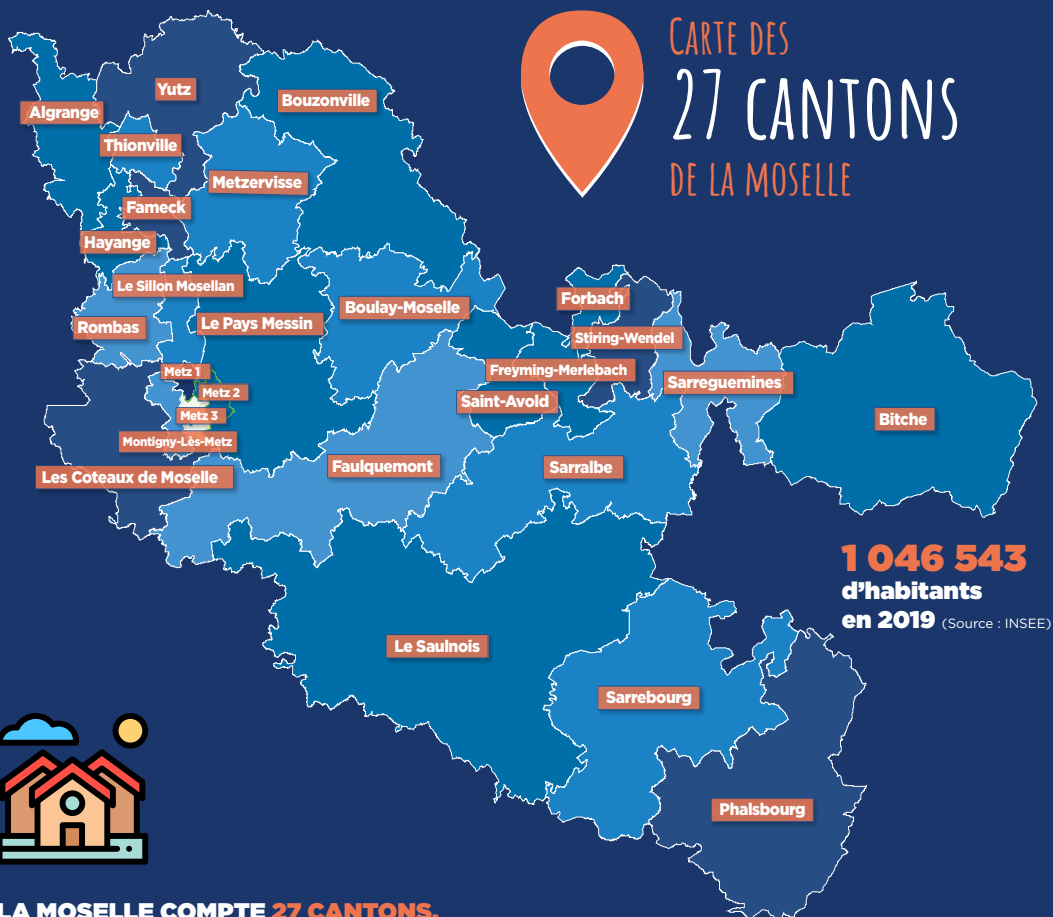 CARTE DES
27 CANTONS
DE LA MOSELLE
Yutz
Bouzonville
Algrange
Thionville
Metzervisse
Fameck
Hayange
Le Sillon Mosellan
Forbach
Boulay-Moselle
Rombas
Le Pays Messin
Stiring-Wendel
Metz 1
Freyming-Merlebach
Sarreguemines
Metz 2
Saint-Avold
Metz 3
Bitche
Montigny-Lès-Metz
Les Coteaux de Moselle
Faulquemont
Sarralbe
1 046 543
d'habitants
en 2019 (Source : INSEE)
Le Saulnois
Sarrebourg
Phalsbourg
LA MOSELLE COMPTE 27 CANTONS.